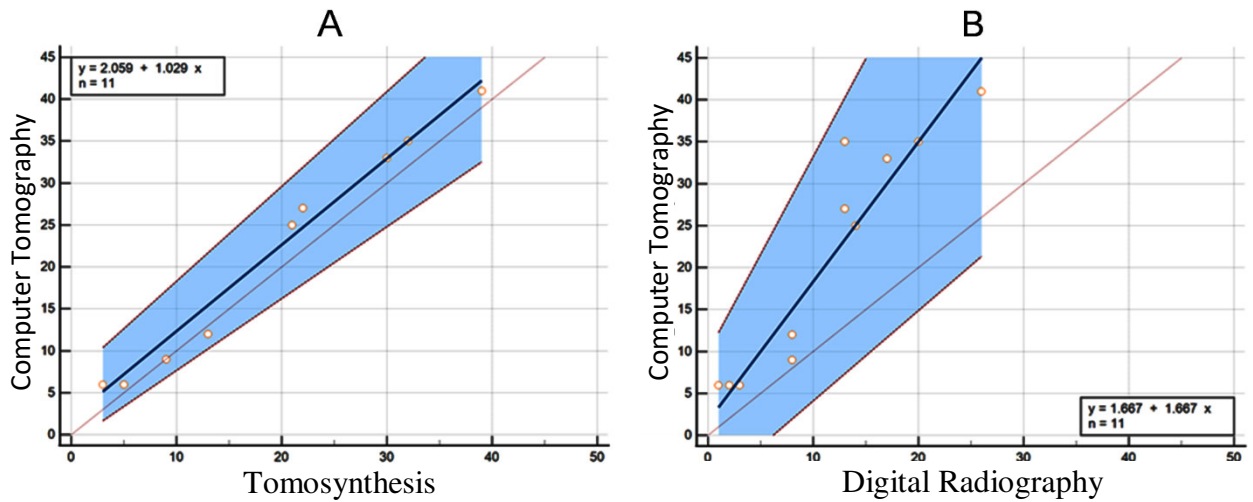 A
Computer Tomography
y = 2.059 + 1.029 x
n = 11
45
40
35
30
25
20
15
10
5
0
0 10 20 30 40 50
Tomosynthesis
B
Computer Tomography
45
40
35
30
25
20
15
10
5
0
y = 1.667 + 1.667 x
n = 11
0 10 20 30 40 50
Digital Radiography